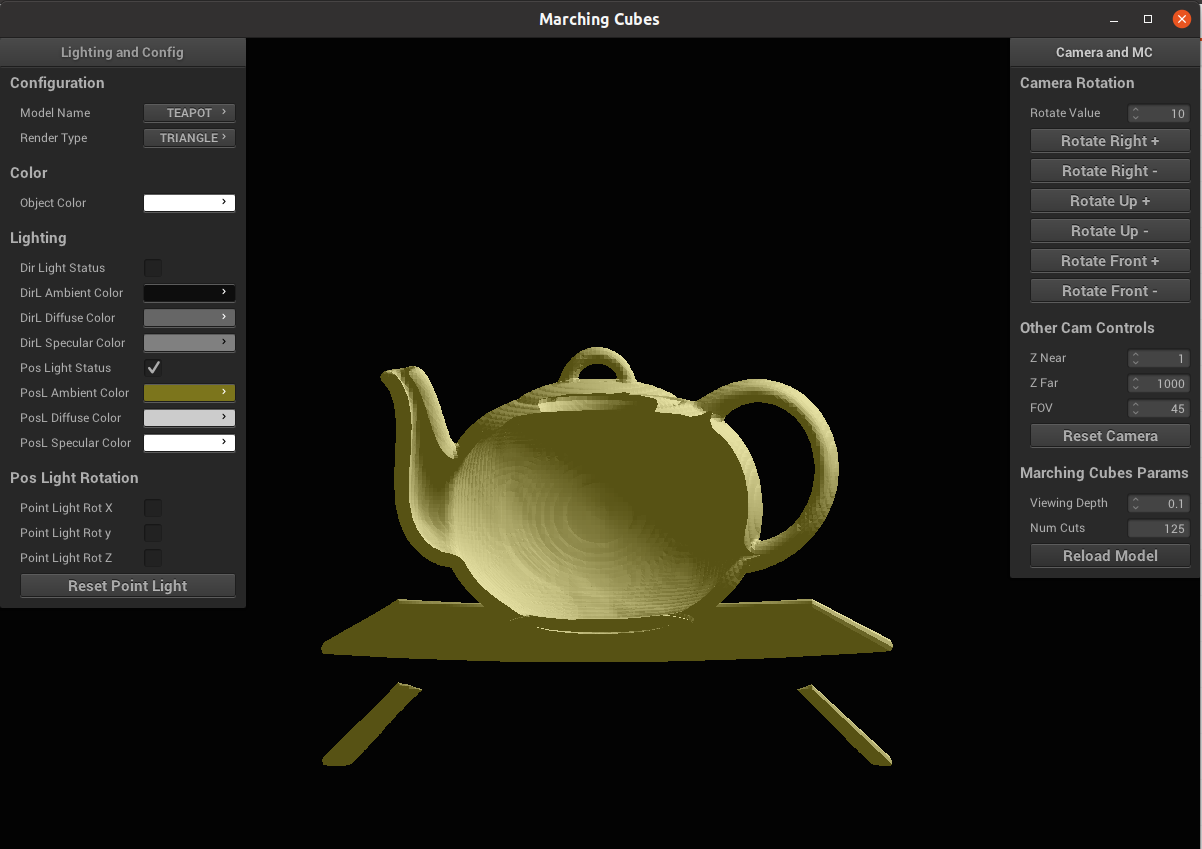 Marching Cubes
Lighting and Config
Configuration
Model Name TEAPOT
Render Type TRIANGLE
Color
Object Color
Lighting
Dir Light Status
DirL Ambient Color
DirL Diffuse Color
DirL Specular Color
Pos Light Status
PosL Ambient Color
PosL Diffuse Color
PosL Specular Color
Pos Light Rotation
Point Light Rot X
Point Light Rot y
Point Light Rot Z
Reset Point Light
Camera and MC
Camera Rotation
Rotate Value 10
Rotate Right +
Rotate Right -
Rotate Up +
Rotate Up -
Rotate Front +
Rotate Front -
Other Cam Controls
Z Near 1
Z Far 1000
FOV 45
Reset Camera
Marching Cubes Params
Viewing Depth 0.1
Num Cuts 125
Reload Model